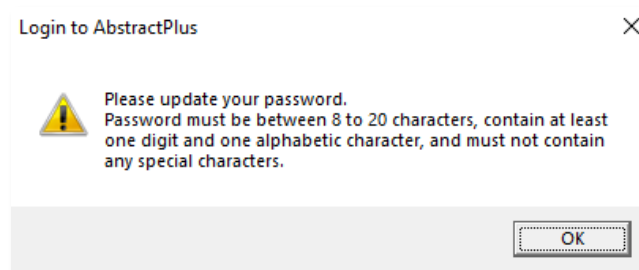 Login to AbstractPlus
Please update your password.
Password must be between 8 to 20 characters, contain at least
one digit and one alphabetic character, and must not contain
any special characters.
OK